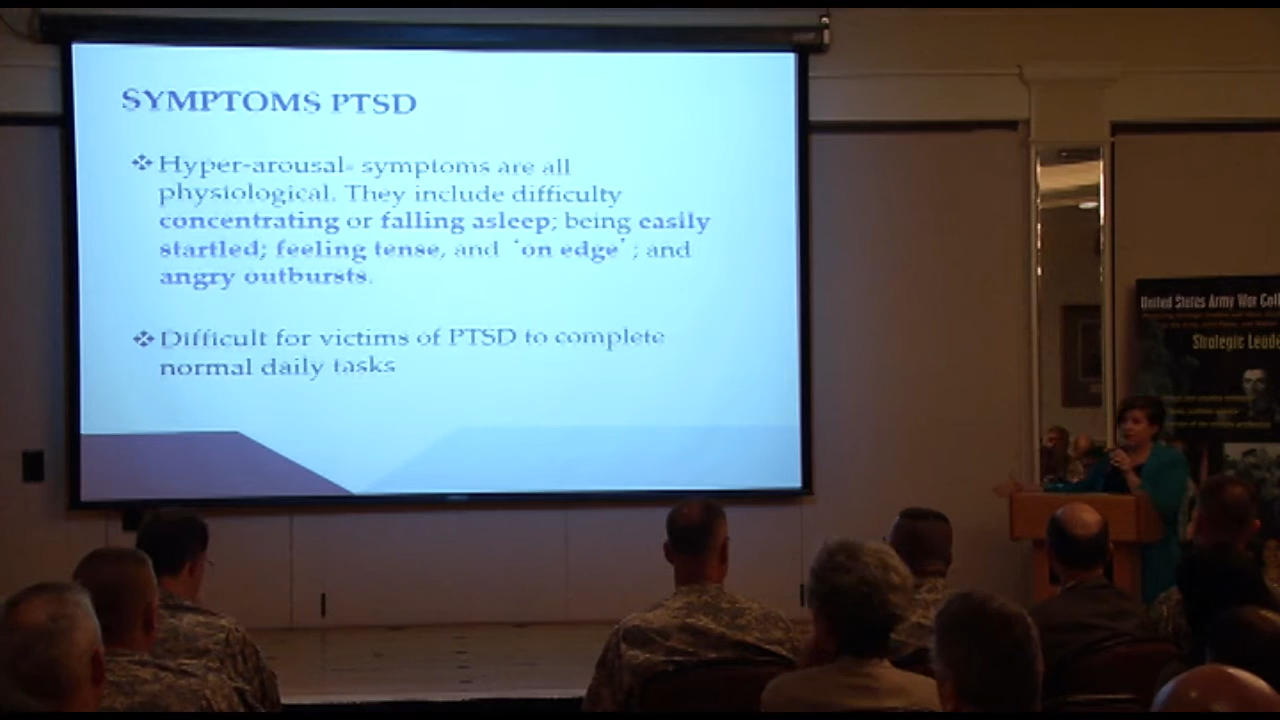 SYMPTOMS PTSD
❖ Hyper-arousal- symptoms are all
physiological. They include difficulty
concentrating or falling asleep; being easily
startled; feeling tense, and 'on edge' ; and
angry outbursts.
❖ Difficult for victims of PTSD to complete
normal daily tasks
United States Army War Coll
Strategic Leade